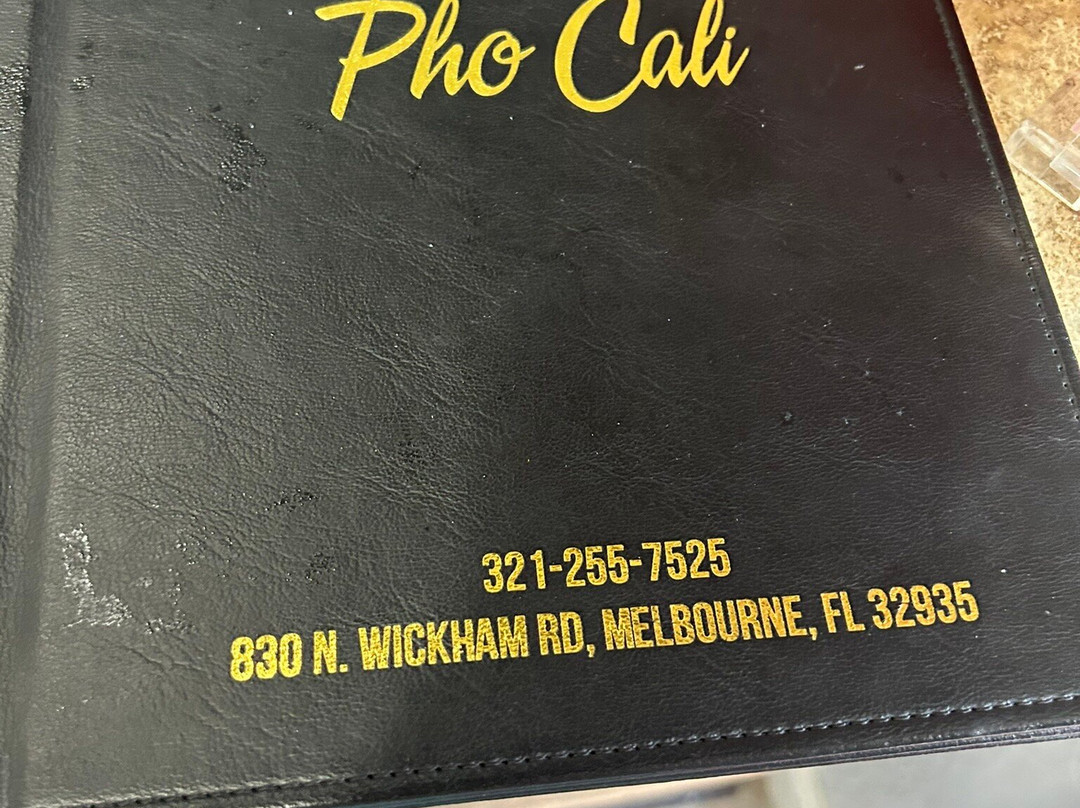 Pho Cali
321-255-7525
830 N. WICKHAM RD, MELBOURNE, FL 32935